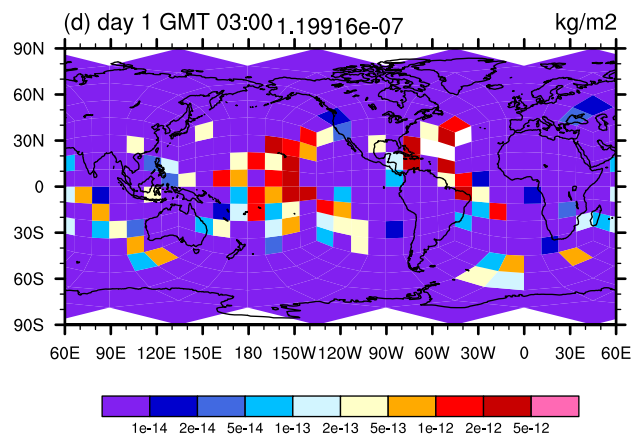 (d) day 1 GMT 03:00 1.19916e-07 kg/m2
90N
60N
30N
0
30S
60S
90S
60E 90E 120E 150E 180 150W 120W 90W 60W 30W 0 30E 60E
1e-14 2e-14 5e-14 1e-13 2e-13 5e-13 1e-12 2e-12 5e-12